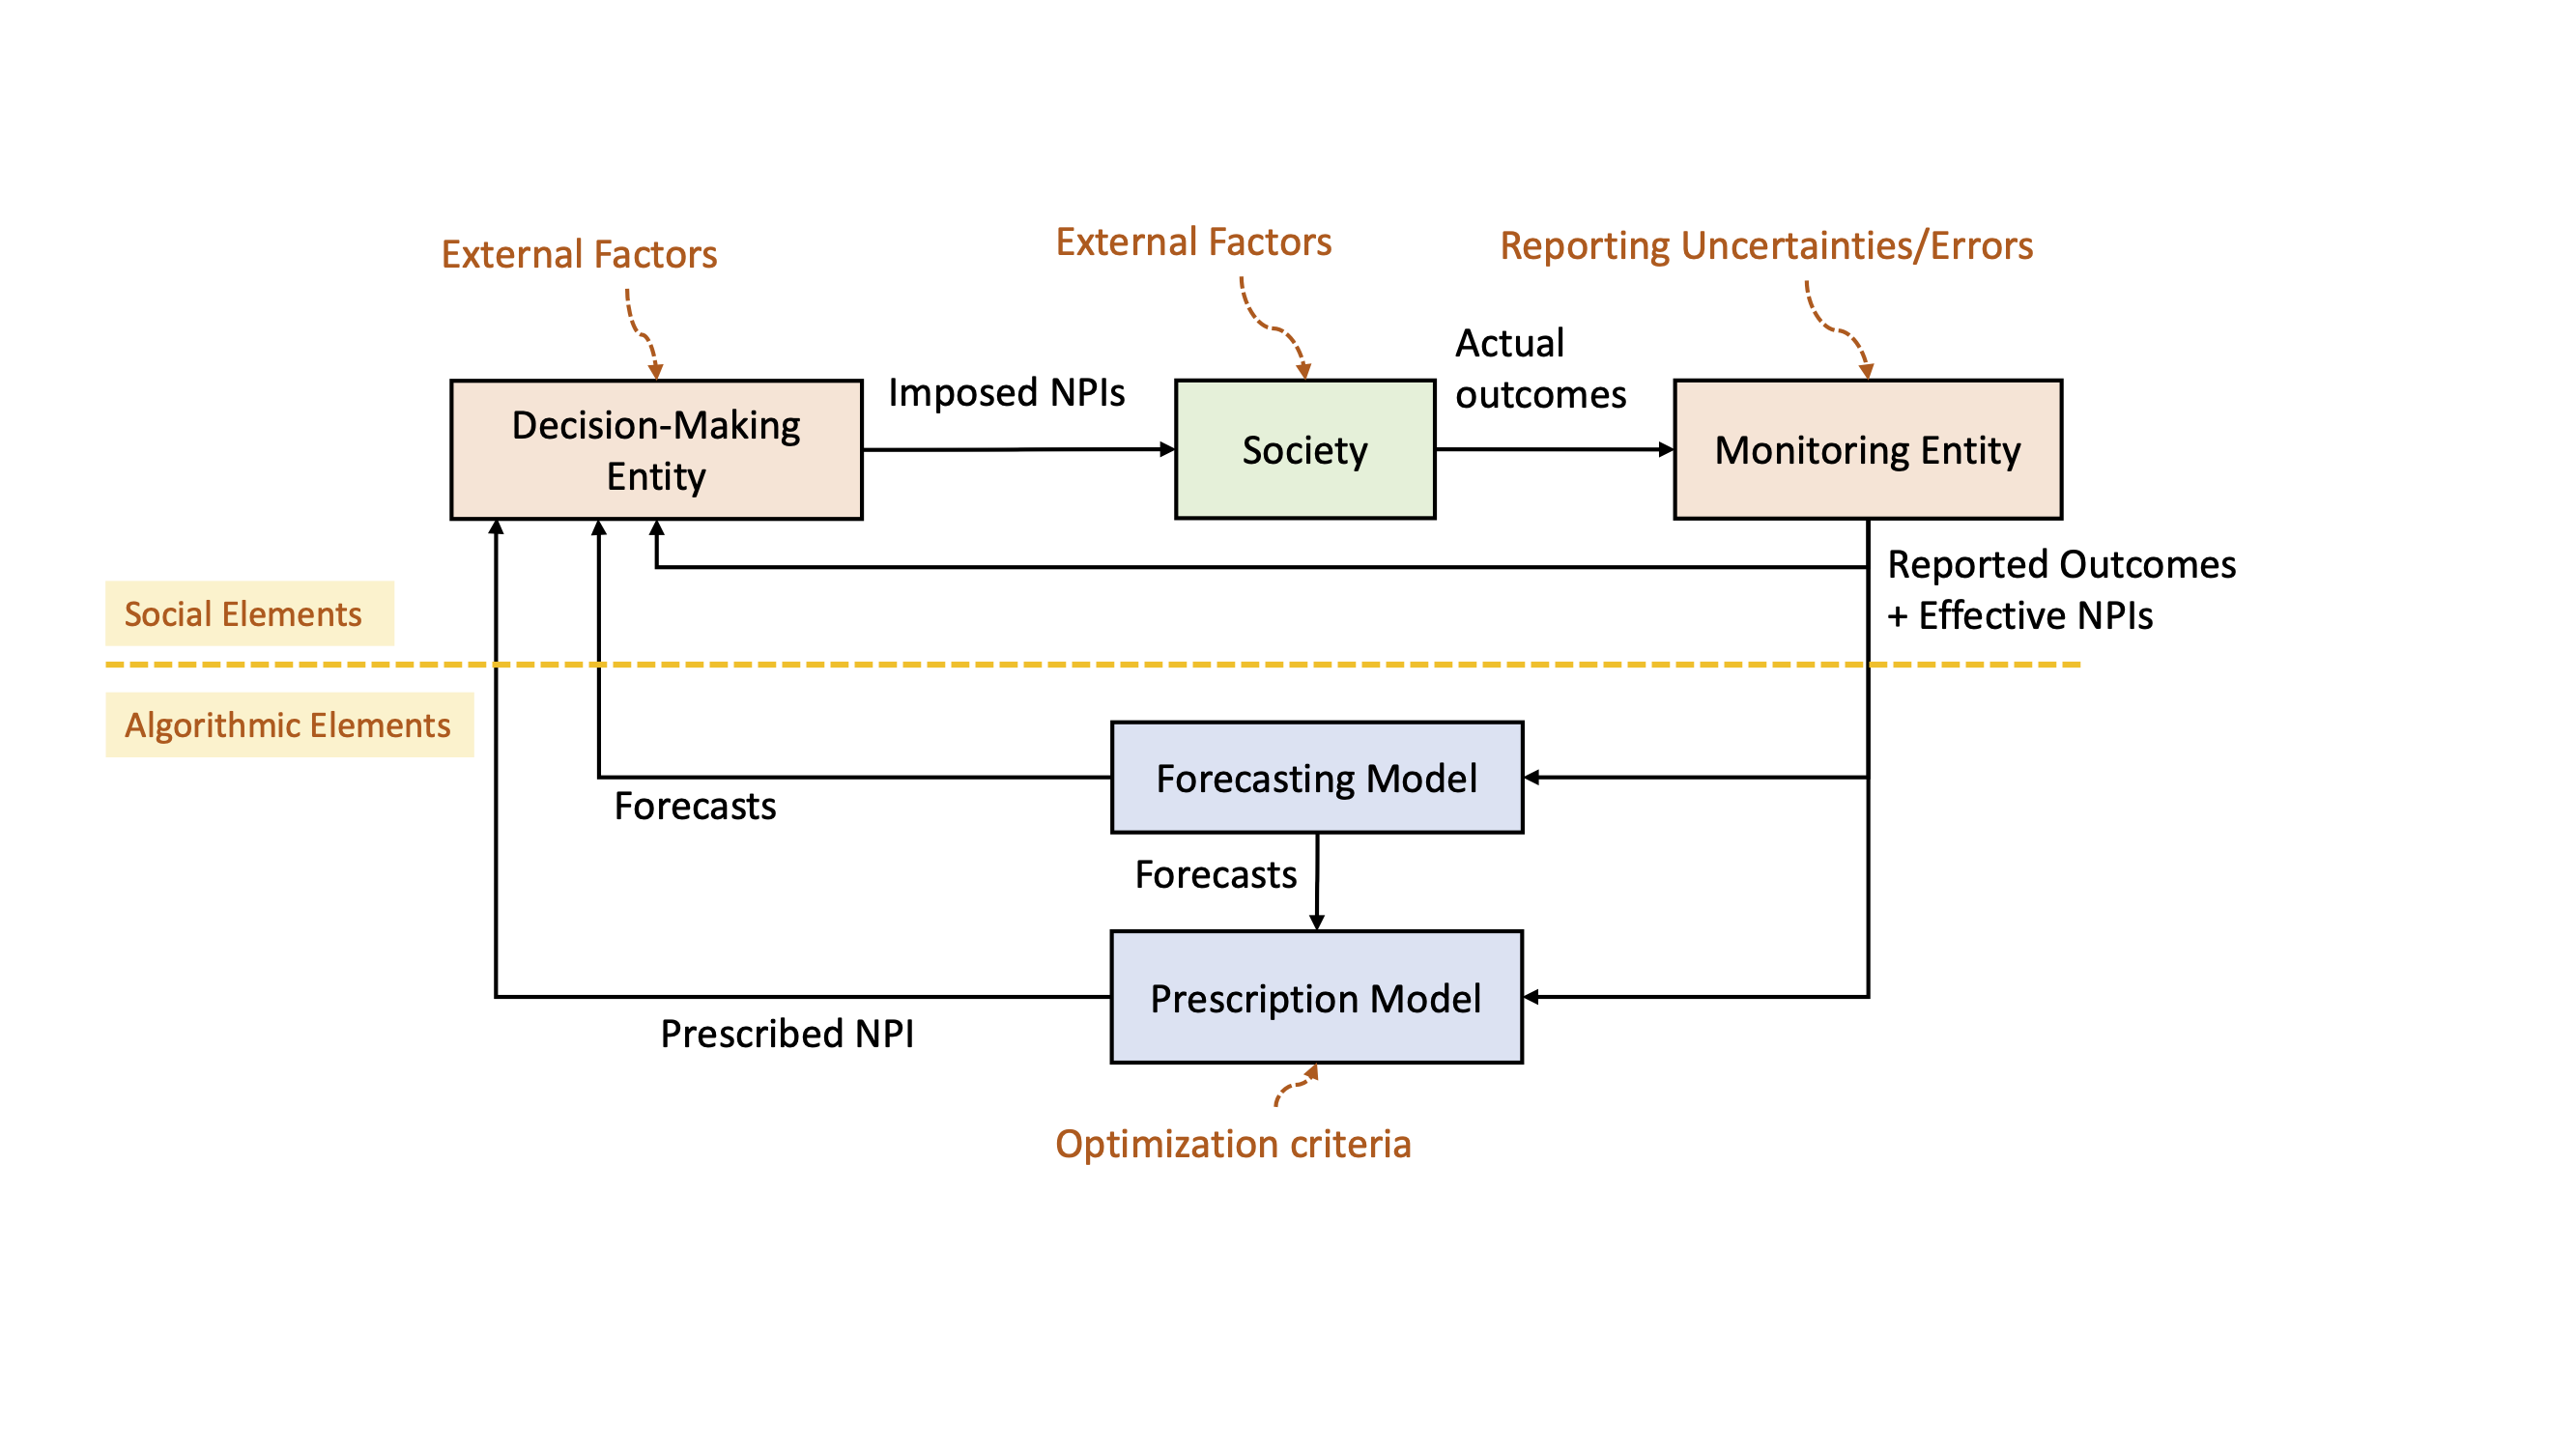 External Factors
External Factors
Reporting Uncertainties/Errors
Decision-Making
Entity
Imposed NPIs
Society
Actual
outcomes
Monitoring Entity
Reported Outcomes
+ Effective NPIs
Social Elements
Algorithmic Elements
Forecasting Model
Forecasts
Forecasts
Prescription Model
Prescribed NPI
Optimization criteria